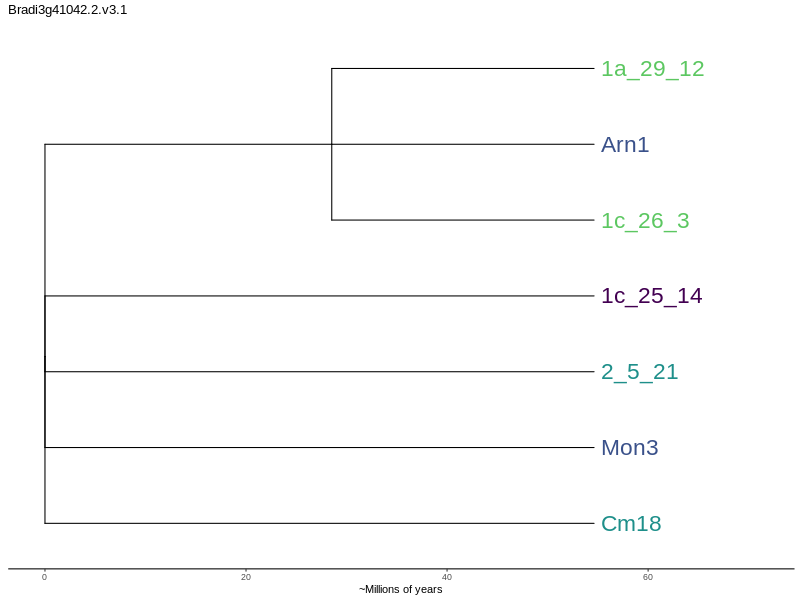 Bradi3g41042.2.v3.1
1a_29_12
Arn1
1c_26_3
1c_25_14
2_5_21
Mon3
Cm18
0 20 40 60
~Millions of years